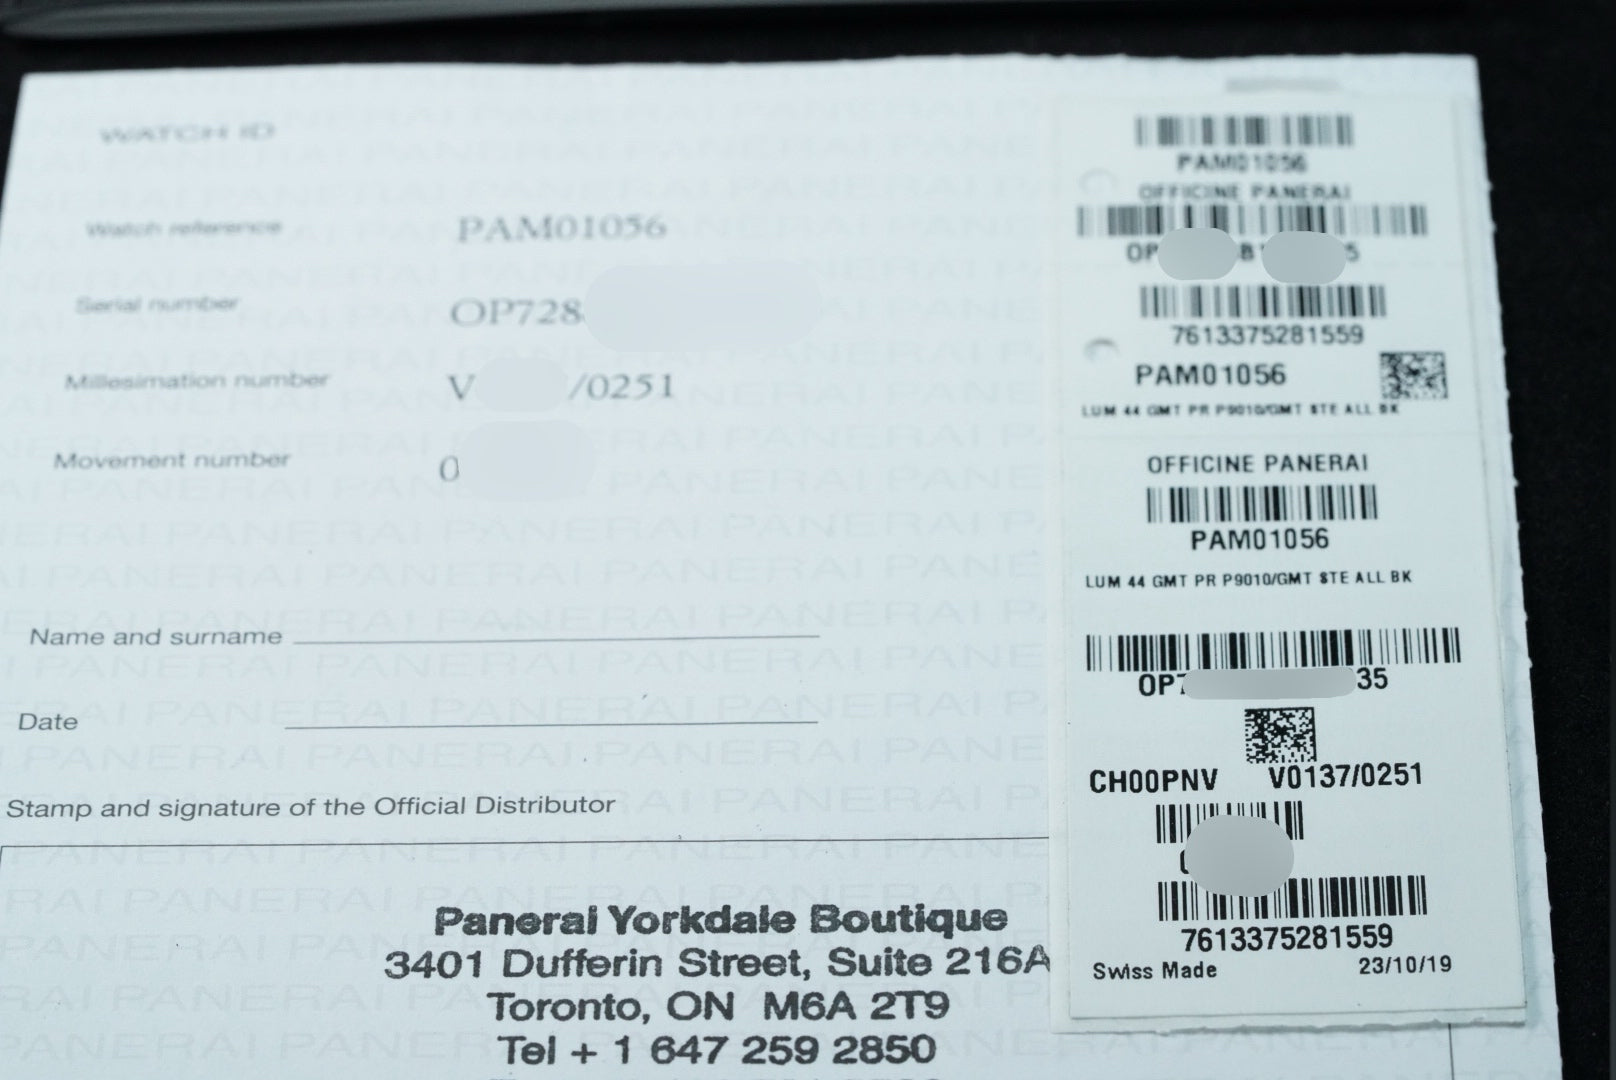 WATCH ID
Watch reference PAM01056
Serial number OP728
Millesimation number V /0251
Movement number 0
Name and surname
Date
Stamp and signature of the Official Distributor
Panerai Yorkdale Boutique
3401 Dufferin Street, Suite 216A
Toronto, ON M6A 2T9
Tel + 1 647 259 2850
PAM01056
OFFICINE PANERAI
OP B 5
7613375281559
PAM01056
LUM 44 GMT PR P9010/GMT STE ALL BK
OFFICINE PANERAI
PAM01056
LUM 44 GMT PR P9010/GMT STE ALL BK
OP7 35
CH00PNV V0137/0251
7613375281559
Swiss Made 23/10/19